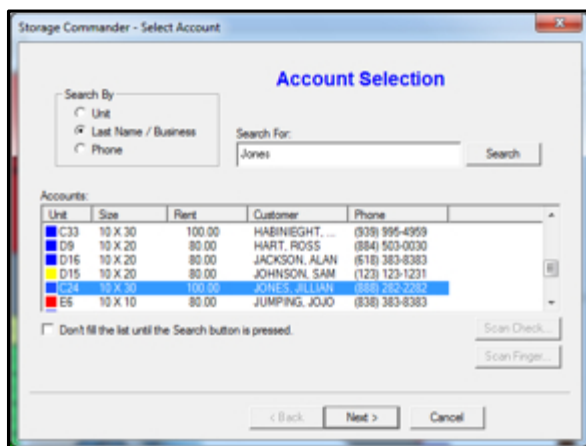 Storage Commander - Select Account
x
Account Selection
Search By
Unit
Last Name / Business
Phone
Search For:
Jones
Search
Accounts:
Unit Size Rent Customer Phone
C33 10 X 30 100.00 HABINIEGHT, ... (939) 995-4959
D9 10 X 20 80.00 HART, ROSS (884) 503-0030
D16 10 X 20 80.00 JACKSON, ALAN (618) 383-8383
D15 10 X 20 80.00 JOHNSON, SAM (123) 123-1231
C24 10 X 30 100.00 JONES, JILLIAN (888) 282-2282
E6 10 X 10 80.00 JUMPING, JOJO (838) 383-8383
Don't fill the list until the Search button is pressed.
Scan Check...
Scan Finger...
< Back
Next >
Cancel